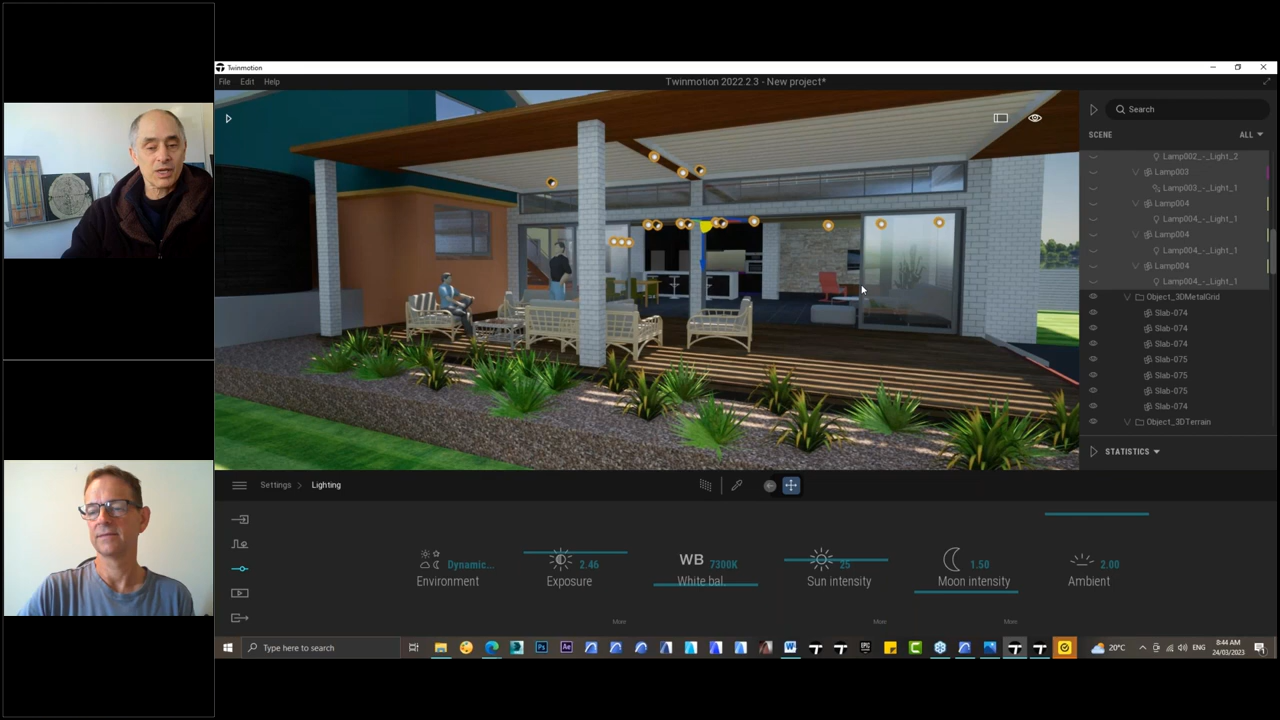 Twinmotion
File Edit Help
Twinmotion 2022.2.3 - New project*
Search
SCENE
ALL
Lamp002_-_Light_2
Lamp003
Lamp003_-_Light_1
Lamp004
Lamp004_-_Light_1
Lamp004
Lamp004_-_Light_1
Lamp004
Lamp004_-_Light_1
Object_3DMetalGrid
Slab-074
Slab-074
Slab-074
Slab-075
Slab-075
Slab-075
Slab-074
Object_3DTerrain
STATISTICS
Settings > Lighting
Dynamic...
Environment
2.46
Exposure
WB 7300K
White bal...
25
Sun intensity
1.50
Moon intensity
2.00
Ambient
More
More
More
Type here to search
20°C
ENG
8:44 AM
24/03/2023